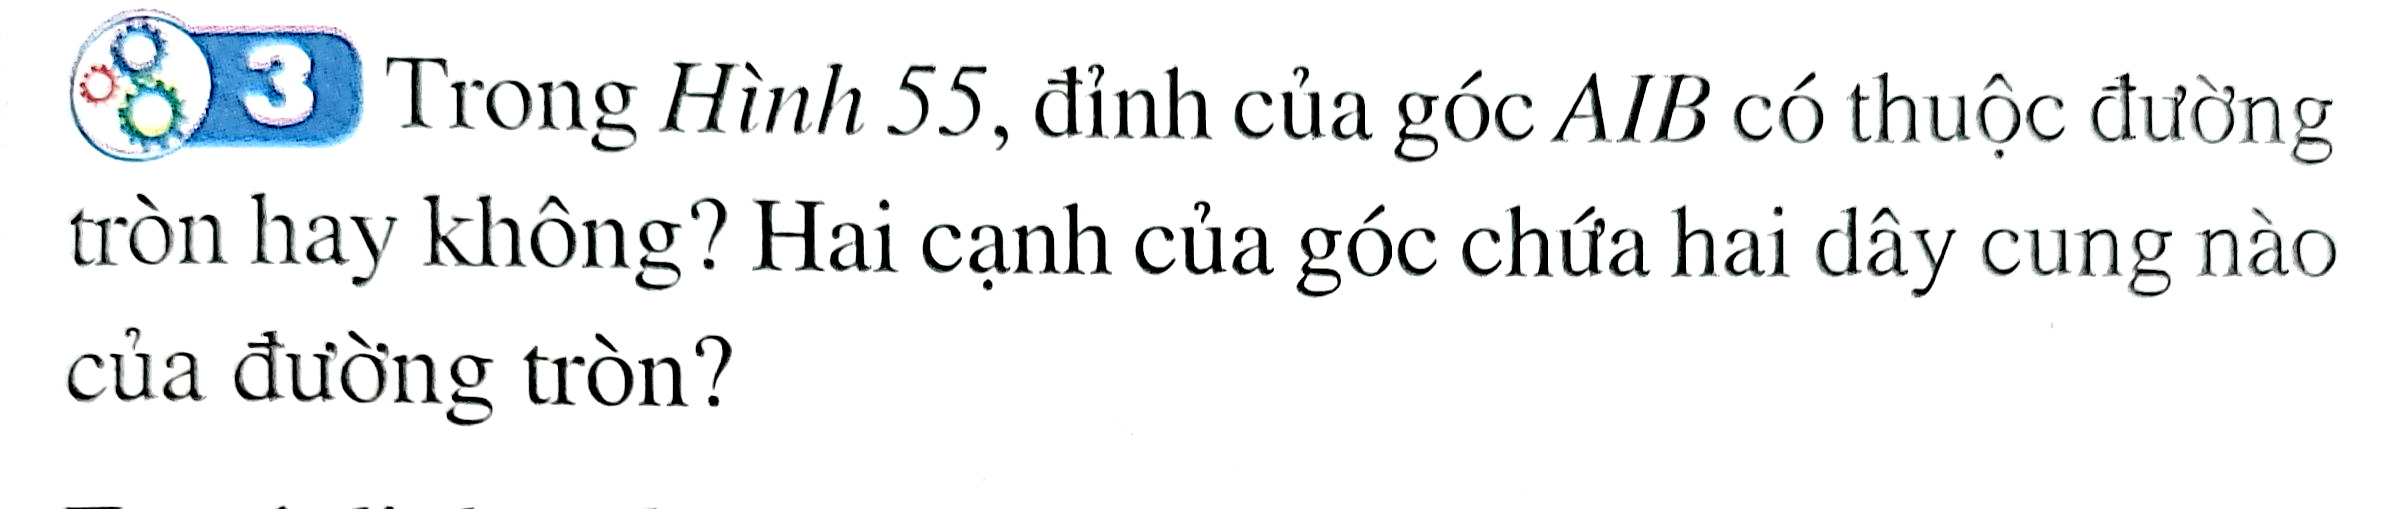 3 Trong Hình 55, đỉnh của góc AIB có thuộc đường
tròn hay không? Hai cạnh của góc chứa hai dây cung nào
của đường tròn?